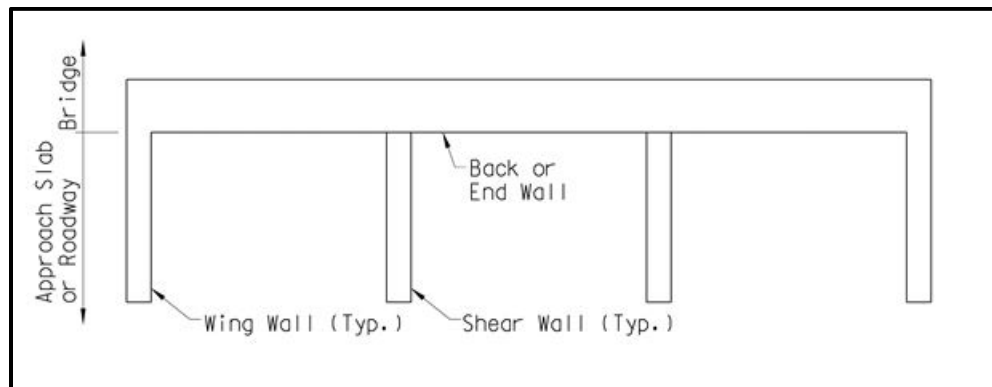 Bridge
Approach Slab
or Roadway
Back or
End Wall
Wing Wall (Typ.)
Shear Wall (Typ.)